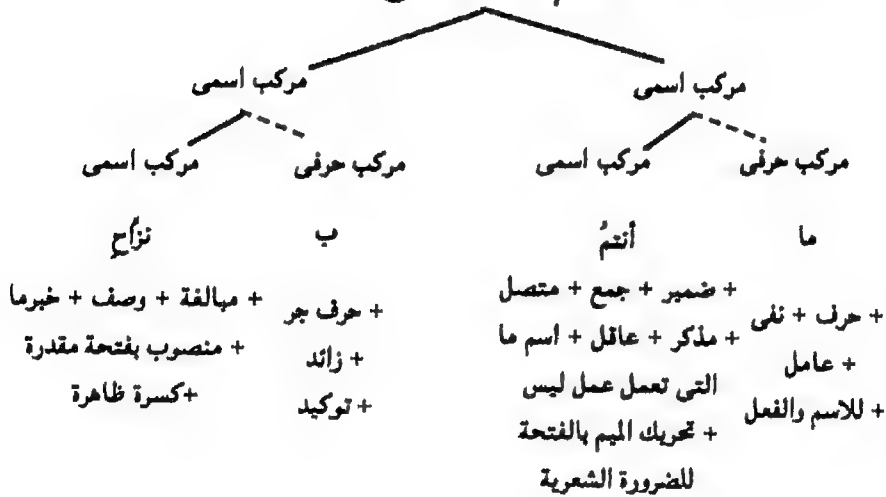 مركب اسمى
مركب اسمى
مركب حرفى
مركب اسمى
مركب حرفى
مركب اسمى
ما
أنتمُ
ب
نزَّاحِ
+ حرف + نفى
+ عامل
+ للاسم والفعل
+ ضمير + جمع + متصل
+ مذكر + عاقل + اسم ما
التى تعمل عمل ليس
+ تحريك الميم بالفتحة
للضرورة الشعرية
+ حرف جر
+ زائد
+ توكيد
+ مبالغة + وصف + خبرما
+ منصوب بفتحة مقدرة
+كسرة ظاهرة